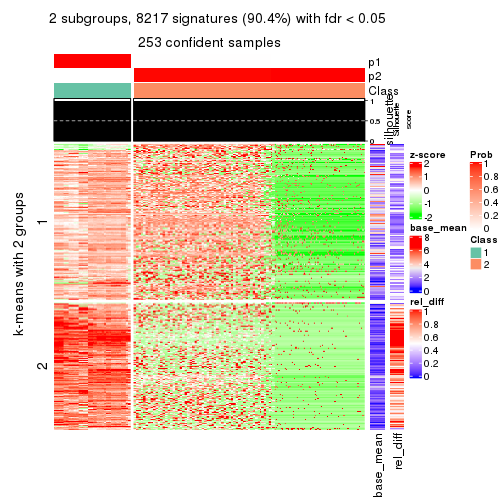 2 subgroups, 8217 signatures (90.4%) with fdr < 0.05
253 confident samples
p1
p2
Class
1
0.5
0
silhouette
Silhouette
score
k-means with 2 groups
1
2
base_mean
rel_diff
z-score
2
1
0
-1
-2
base_mean
8
6
4
2
0
rel_diff
1
0.8
0.6
0.4
0.2
0
Prob
1
0.8
0.6
0.4
0.2
0
Class
1
2